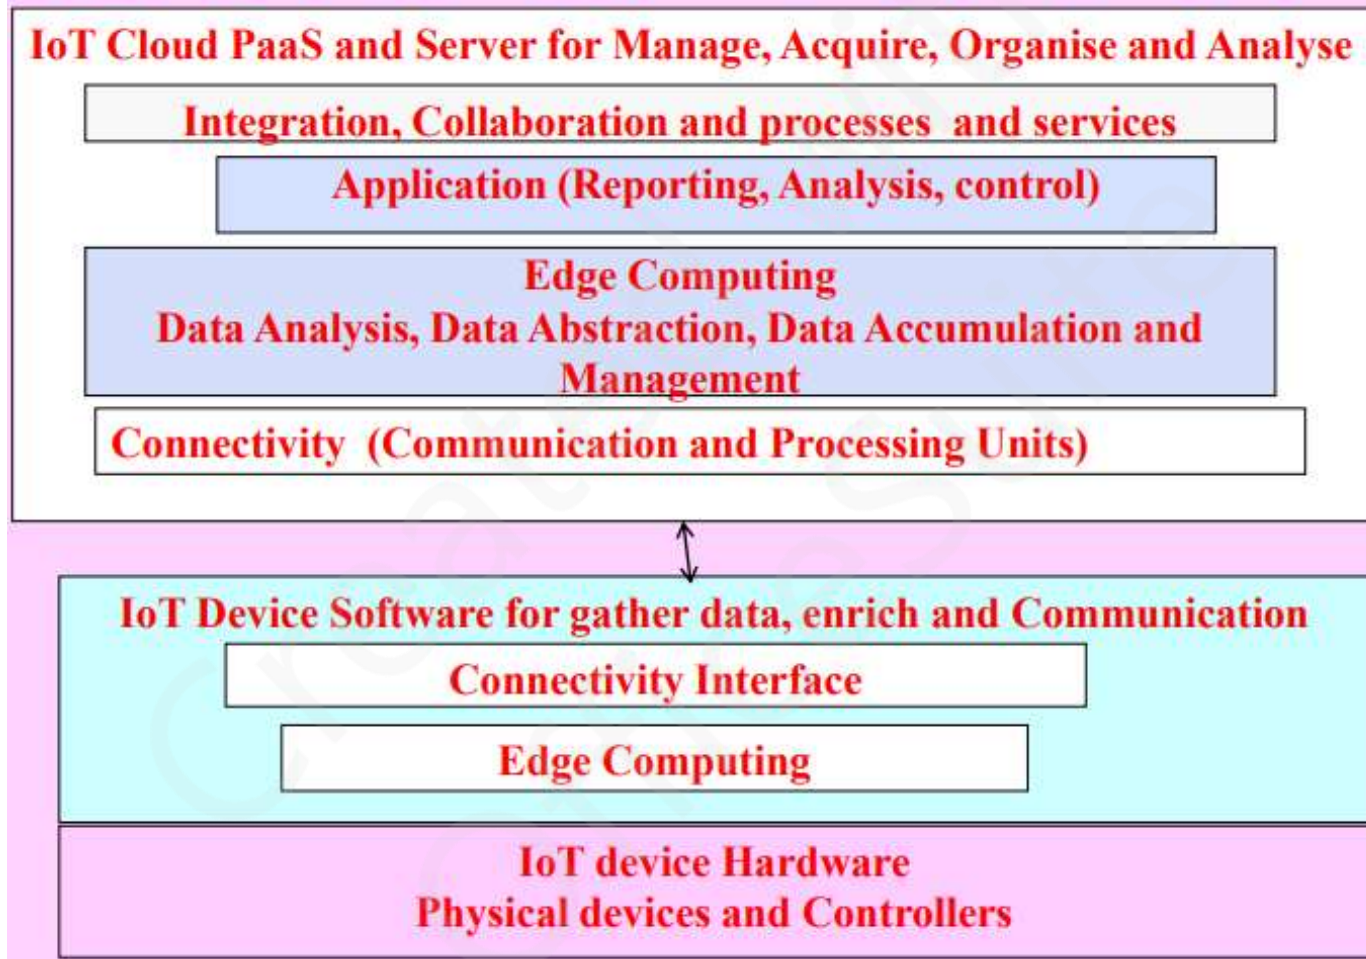 IoT Cloud PaaS and Server for Manage, Acquire, Organise and Analyse
Integration, Collaboration and processes and services
Application (Reporting, Analysis, control)
Edge Computing
Data Analysis, Data Abstraction, Data Accumulation and
Management
Connectivity (Communication and Processing Units)
IoT Device Software for gather data, enrich and Communication
Connectivity Interface
Edge Computing
IoT device Hardware
Physical devices and Controllers